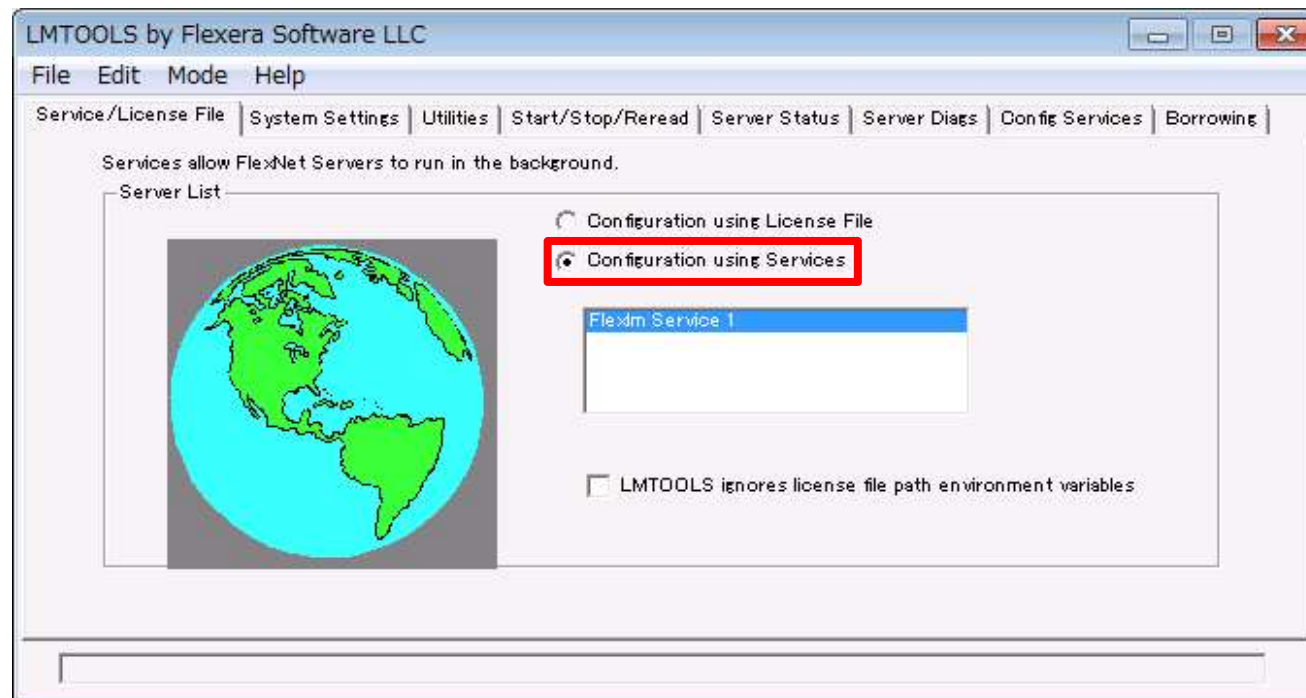 LMTOOLS by Flexera Software LLC
File Edit Mode Help
Service/License File System Settings Utilities Start/Stop/Reread Server Status Server Diags Config Services Borrowing
Services allow FlexNet Servers to run in the background.
Server List
Configuration using License File
Configuration using Services
Flexlm Service 1
LMTOOLS ignores license file path environment variables